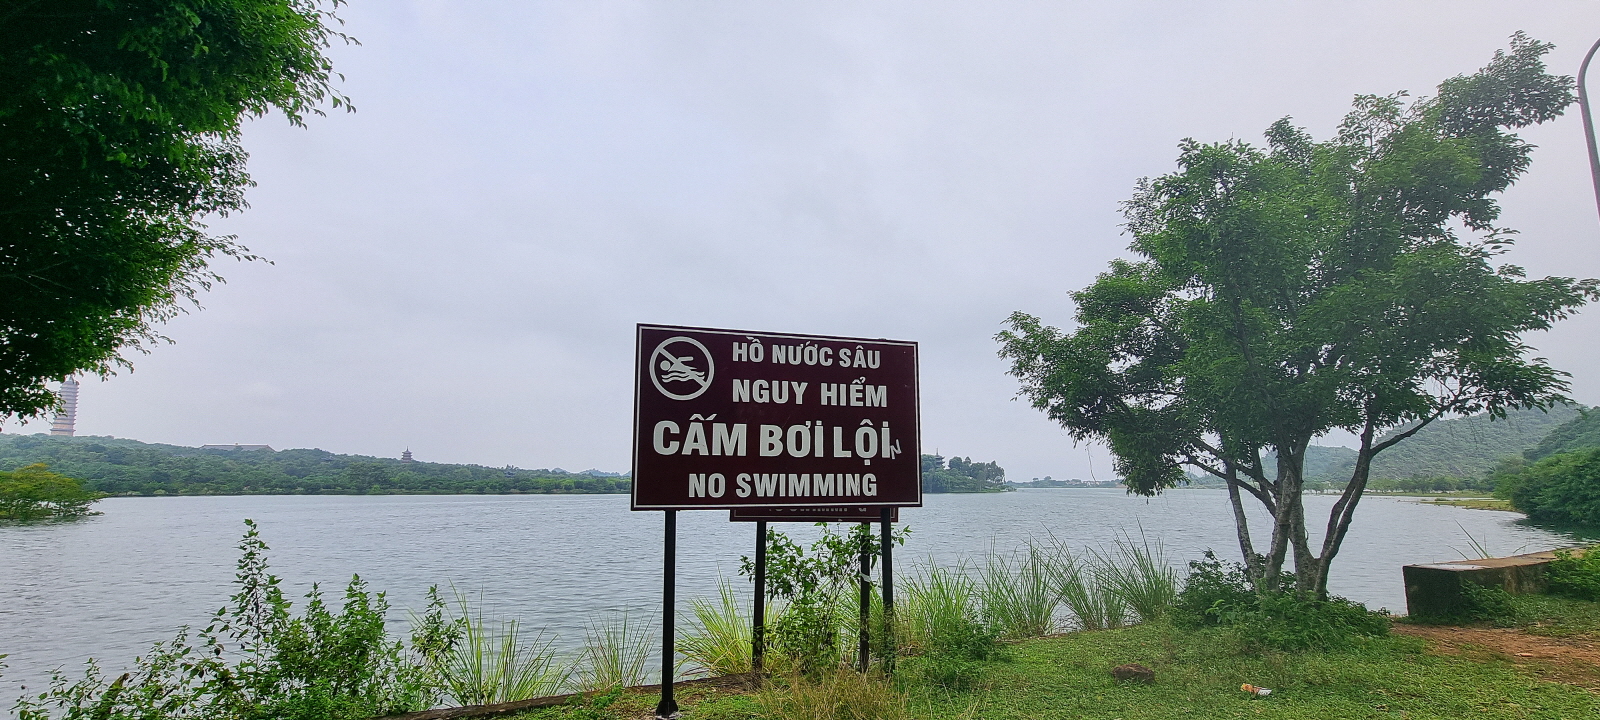 HỒ NƯỚC SÂU
NGUY HIỂM
CẤM BƠI LỘI
NO SWIMMING